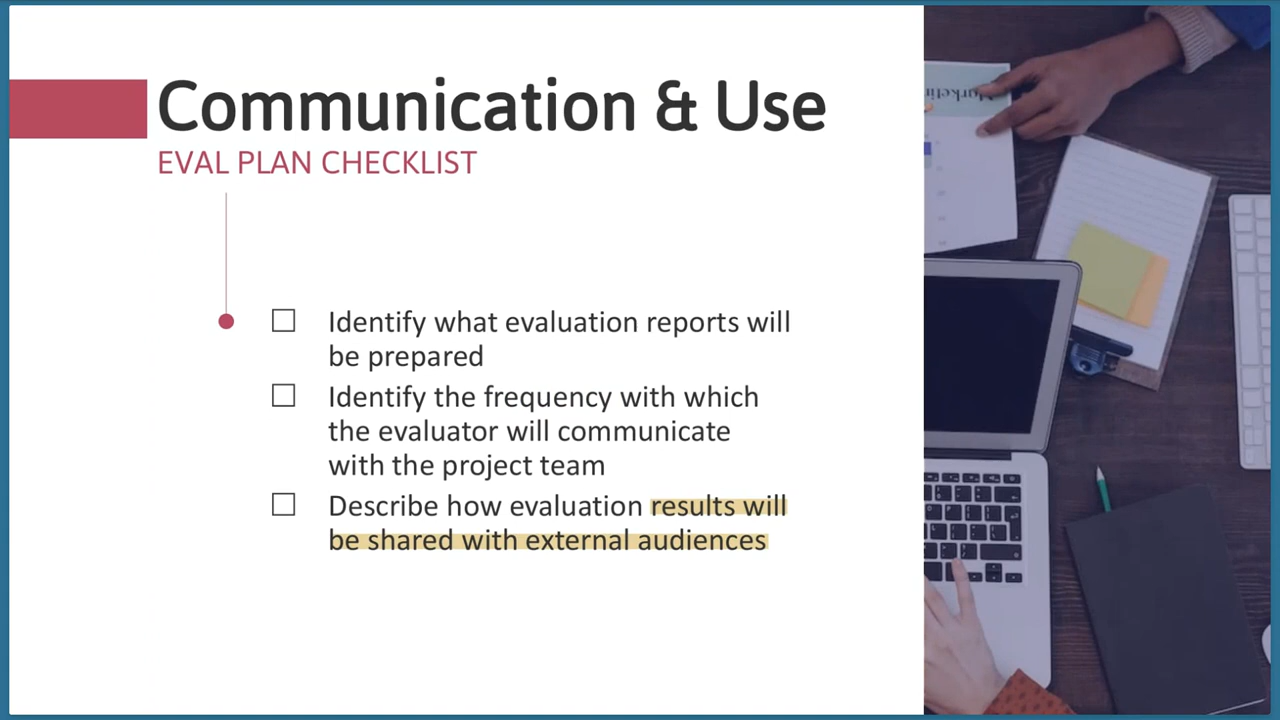 Communication & Use
EVAL PLAN CHECKLIST
Identify what evaluation reports will
be prepared
Identify the frequency with which
the evaluator will communicate
with the project team
Describe how evaluation results will
be shared with external audiences